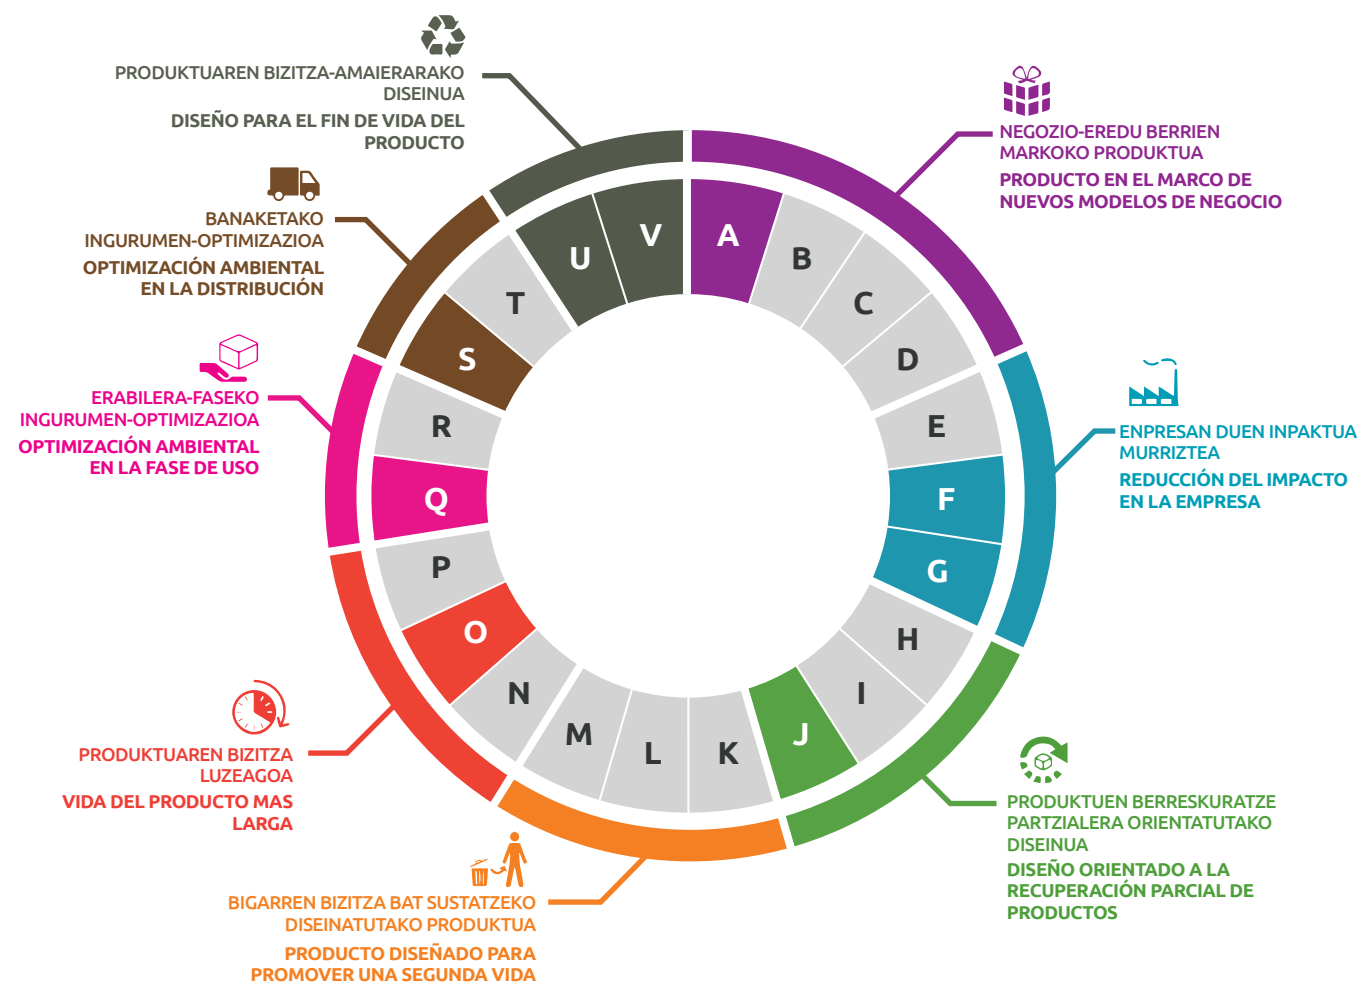 PRODUKTUAREN BIZITZA-AMAIERARAKO
DISEINUA
DISEÑO PARA EL FIN DE VIDA DEL
PRODUCTO
NEGOZIO-EREDU BERRIEN
MARKOKO PRODUKTUA
PRODUCTO EN EL MARCO DE
NUEVOS MODELOS DE NEGOCIO
BANAKETAKO
INGURUMEN-OPTIMIZAZIOA
OPTIMIZACIÓN AMBIENTAL
EN LA DISTRIBUCIÓN
ERABILERA-FASEKO
INGURUMEN-OPTIMIZAZIOA
OPTIMIZACIÓN AMBIENTAL
EN LA FASE DE USO
ENPRESAN DUEN INPAKTUA
MURRIZTEA
REDUCCIÓN DEL IMPACTO
EN LA EMPRESA
A
B
C
D
E
F
G
H
I
J
K
L
M
N
O
P
Q
R
S
T
U
V
PRODUKTUAREN BIZITZA
LUZEAGOA
VIDA DEL PRODUCTO MAS
LARGA
PRODUKTUEN BERRESKURATZE
PARTZIALERA ORIENTATUTAKO
DISEINUA
DISEÑO ORIENTADO A LA
RECUPERACIÓN PARCIAL DE
PRODUCTOS
BIGARREN BIZITZA BAT SUSTATZEKO
DISEINATUTAKO PRODUKTUA
PRODUCTO DISEÑADO PARA
PROMOVER UNA SEGUNDA VIDA